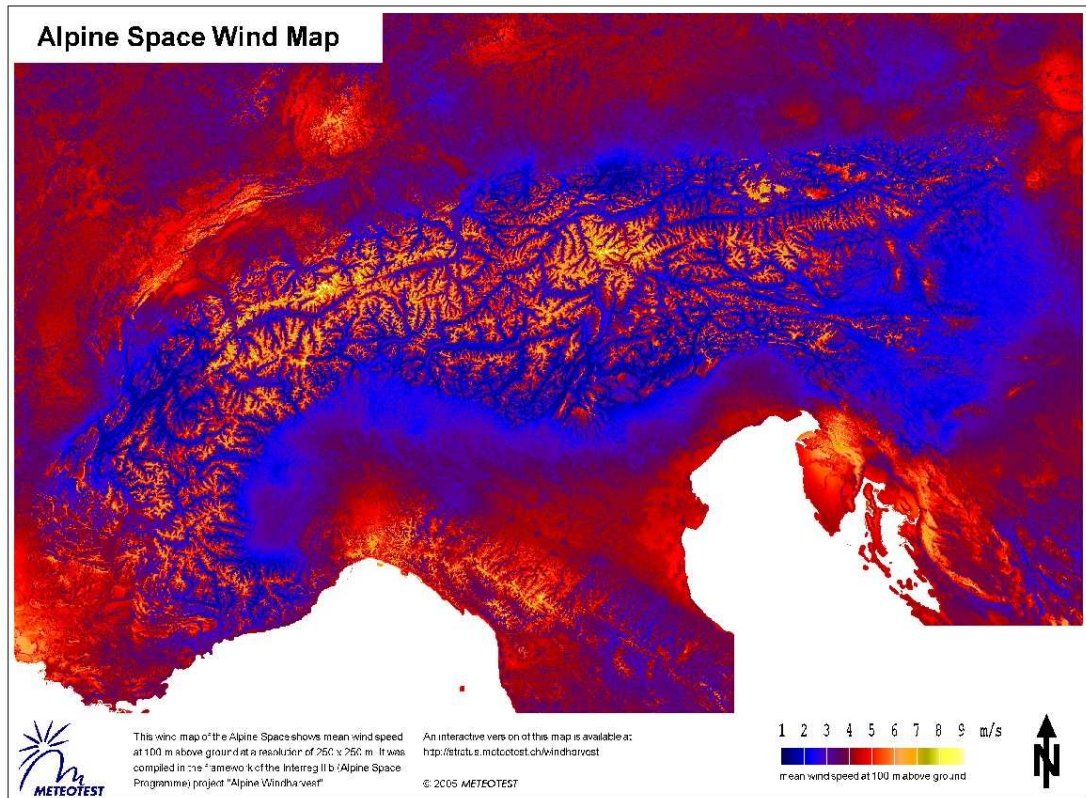 Alpine Space Wind Map
This wind map of the Alpine Space shows mean wind speed
at 100 m above ground at a resolution of 250 x 250 m. It was
compiled in the framework of the Interreg III b (Alpine Space
Programme) project "Alpine Windharvest"
An interactive version of this map is available at:
http://stratus.meteotest.ch/windharvest
© 2005 METEOTEST
METEOTEST
1 2 3 4 5 6 7 8 9 m/s
mean wind speed at 100 m above ground
N